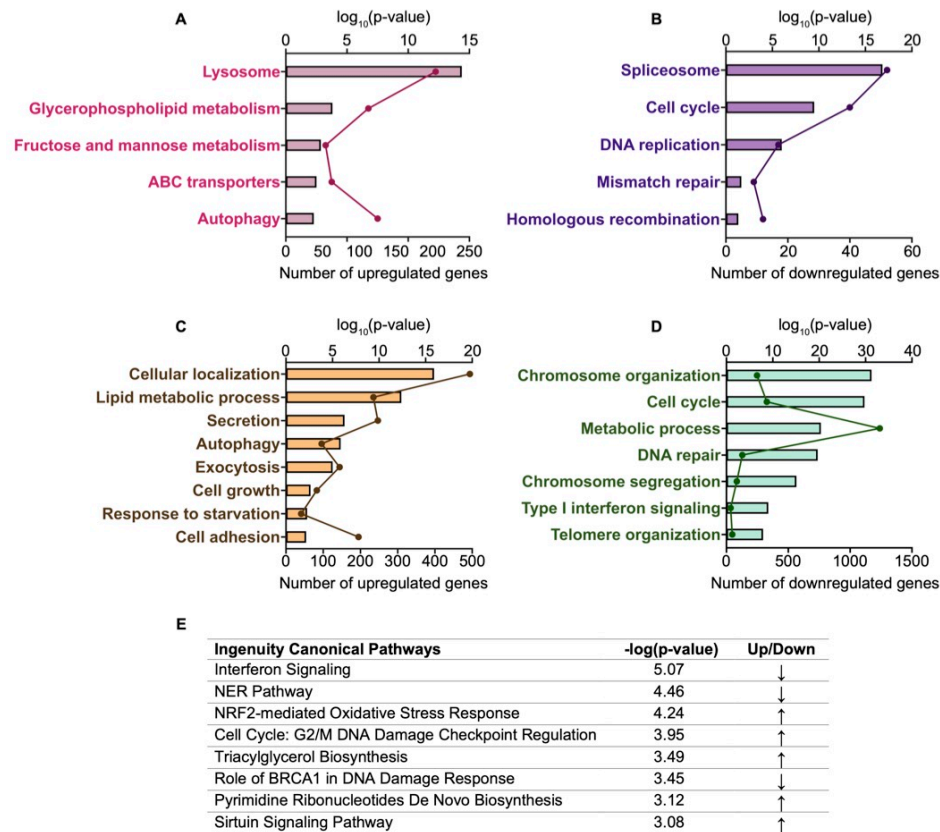 A
log10(p-value)
0 5 10 15
Lysosome
Glycerophospholipid metabolism
Fructose and mannose metabolism
ABC transporters
Autophagy
0 50 100 150 200 250
Number of upregulated genes
B
log10(p-value)
0 5 10 15 20
Spliceosome
Cell cycle
DNA replication
Mismatch repair
Homologous recombination
0 20 40 60
Number of downregulated genes
C
log10(p-value)
0 5 10 15 20
Cellular localization
Lipid metabolic process
Secretion
Autophagy
Exocytosis
Cell growth
Response to starvation
Cell adhesion
0 100 200 300 400 500
Number of upregulated genes
D
log10(p-value)
0 10 20 30 40
Chromosome organization
Cell cycle
Metabolic process
DNA repair
Chromosome segregation
Type I interferon signaling
Telomere organization
0 500 1000 1500
Number of downregulated genes
E
Ingenuity Canonical Pathways -log(p-value) Up/Down
Interferon Signaling 5.07 ↓
NER Pathway 4.46 ↓
NRF2-mediated Oxidative Stress Response 4.24 ↑
Cell Cycle: G2/M DNA Damage Checkpoint Regulation 3.95 ↑
Triacylglycerol Biosynthesis 3.49 ↑
Role of BRCA1 in DNA Damage Response 3.45 ↓
Pyrimidine Ribonucleotides De Novo Biosynthesis 3.12 ↑
Sirtuin Signaling Pathway 3.08 ↑